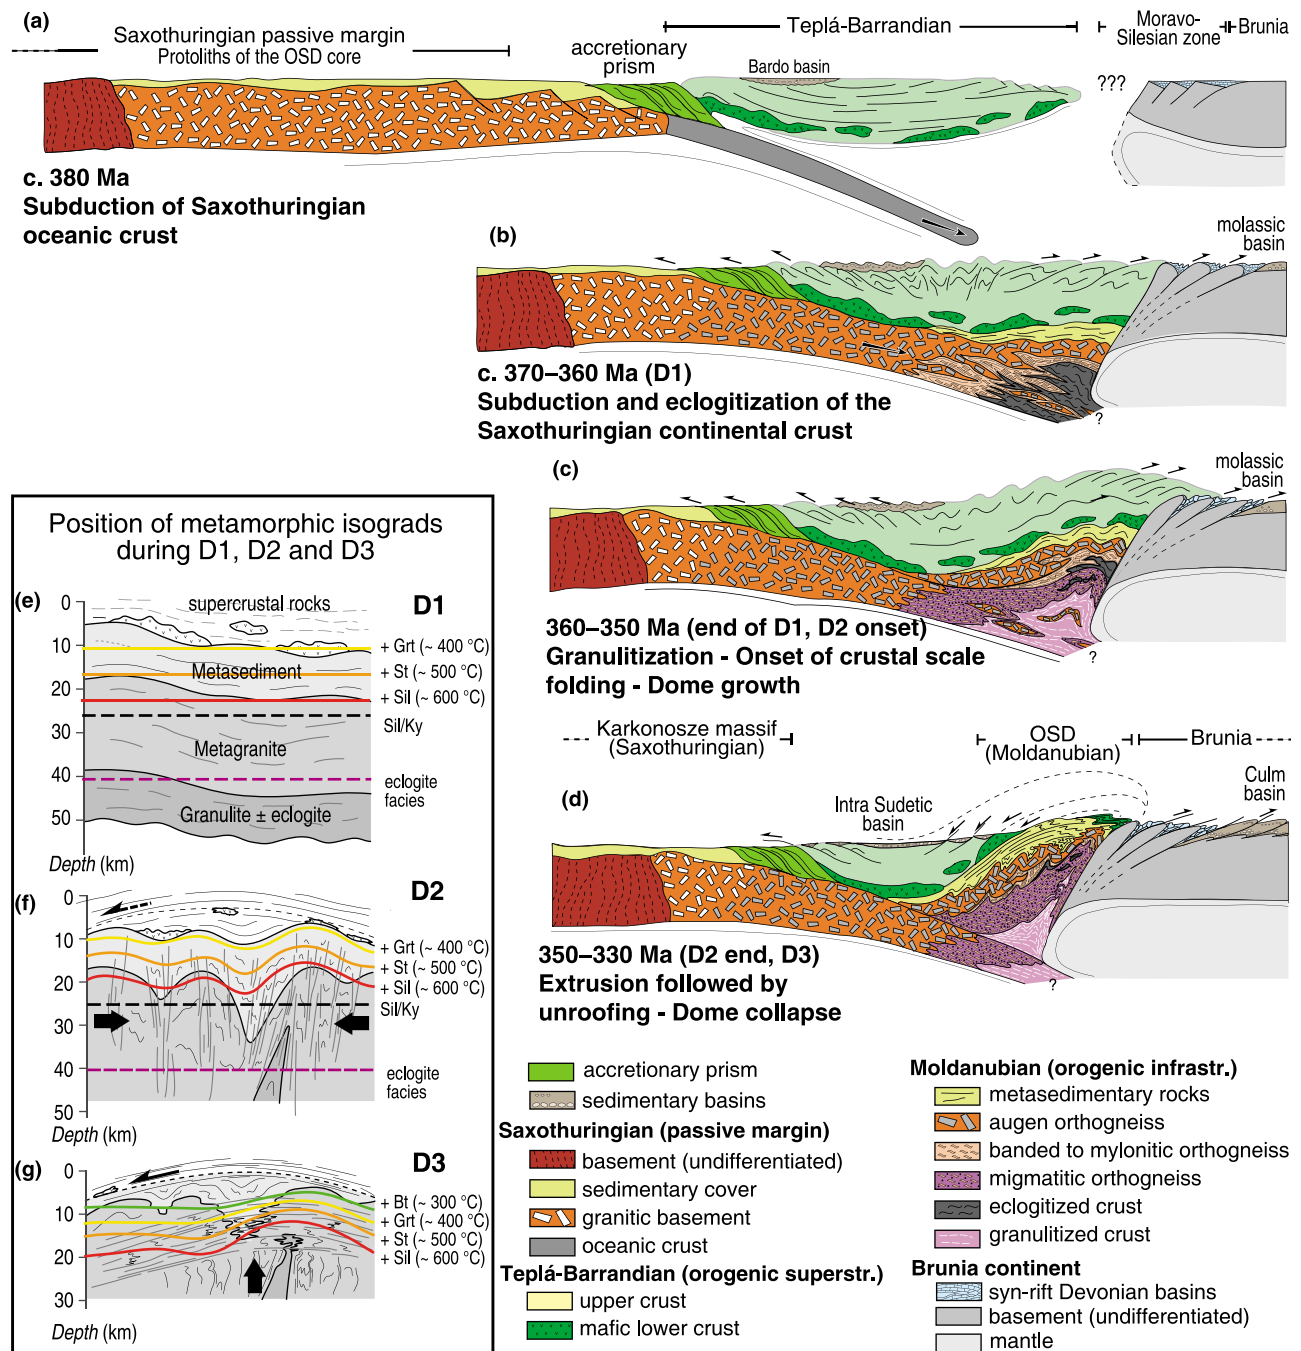 (a)
Saxothuringian passive margin
Protoliths of the OSD core
accretionary
prism
Teplá-Barrandian
Moravo-
Silesian zone
Brunia
Bardo basin
???
c. 380 Ma
Subduction of Saxothuringian
oceanic crust
(b)
molassic
basin
c. 370–360 Ma (D1)
Subduction and eclogitization of the
Saxothuringian continental crust
?
(c)
molassic
basin
360–350 Ma (end of D1, D2 onset)
Granulitization - Onset of crustal scale
folding - Dome growth
?
Karkonosze massif
(Saxothuringian)
OSD
(Moldanubian)
Brunia
(d)
Intra Sudetic
basin
Culm
basin
350–330 Ma (D2 end, D3)
Extrusion followed by
unroofing - Dome collapse
?
Position of metamorphic isograds
during D1, D2 and D3
(e)
0
supercrustal rocks
D1
10
+ Grt (~ 400 °C)
Metasediment
+ St (~ 500 °C)
20
+ Sil (~ 600 °C)
Sil/Ky
30
Metagranite
40
eclogite
facies
Granulite ± eclogite
50
Depth (km)
(f)
0
D2
10
+ Grt (~ 400 °C)
+ St (~ 500 °C)
20
+ Sil (~ 600 °C)
Sil/Ky
30
40
eclogite
facies
50
Depth (km)
(g)
0
D3
+ Bt (~ 300 °C)
10
+ Grt (~ 400 °C)
+ St (~ 500 °C)
20
+ Sil (~ 600 °C)
30
Depth (km)
accretionary prism
sedimentary basins
Saxothuringian (passive margin)
basement (undifferentiated)
sedimentary cover
granitic basement
oceanic crust
Teplá-Barrandian (orogenic superstr.)
upper crust
mafic lower crust
Moldanubian (orogenic infrastr.)
metasedimentary rocks
augen orthogneiss
banded to mylonitic orthogneiss
migmatitic orthogneiss
eclogitized crust
granulitized crust
Brunia continent
syn-rift Devonian basins
basement (undifferentiated)
mantle